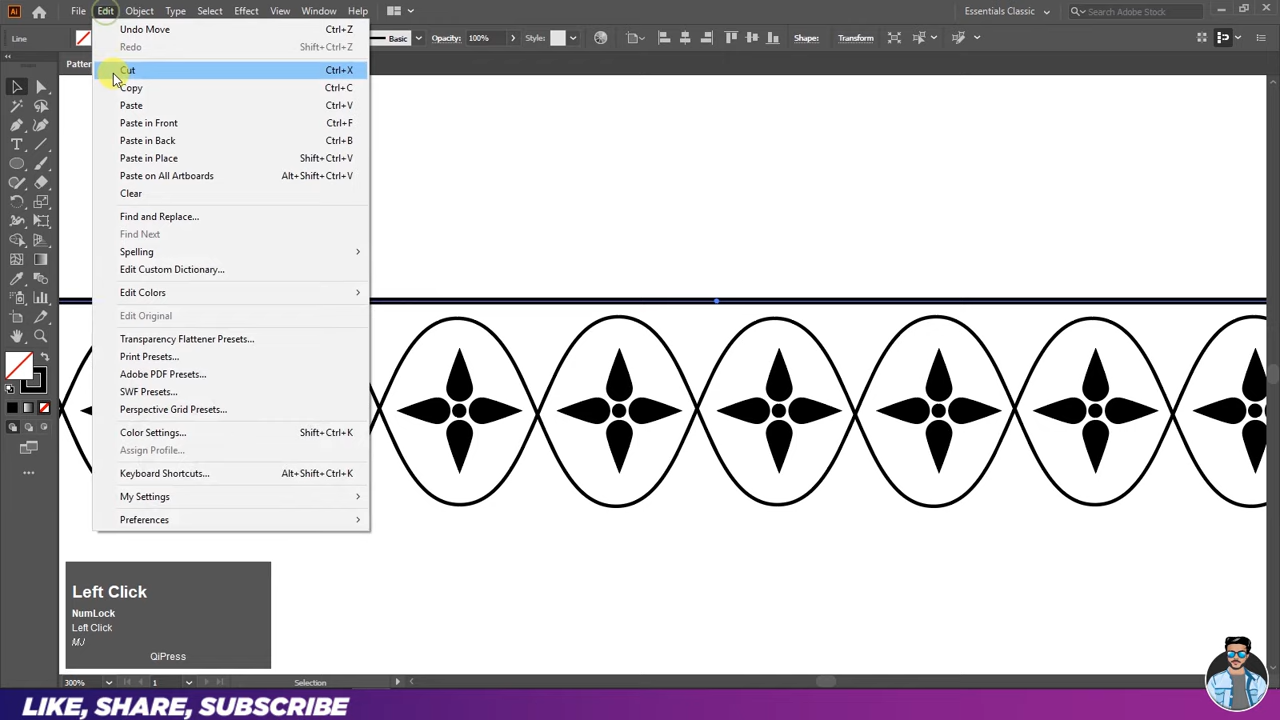 Ai File Edit Object Type Select Effect View Window Help Essentials Classic Search Adobe Stock
Line Basic Opacity: 100% Style: Shape: Transform
Patter
Undo Move Ctrl+Z
Redo Shift+Ctrl+Z
Cut Ctrl+X
Copy Ctrl+C
Paste Ctrl+V
Paste in Front Ctrl+F
Paste in Back Ctrl+B
Paste in Place Shift+Ctrl+V
Paste on All Artboards Alt+Shift+Ctrl+V
Clear
Find and Replace...
Find Next
Spelling
Edit Custom Dictionary...
Edit Colors
Edit Original
Transparency Flattener Presets...
Print Presets...
Adobe PDF Presets...
SWF Presets...
Perspective Grid Presets...
Color Settings... Shift+Ctrl+K
Assign Profile...
Keyboard Shortcuts... Alt+Shift+Ctrl+K
My Settings
Preferences
Left Click
NumLock
Left Click
MJ
QiPress
300% 1 Selection
LIKE, SHARE, SUBSCRIBE